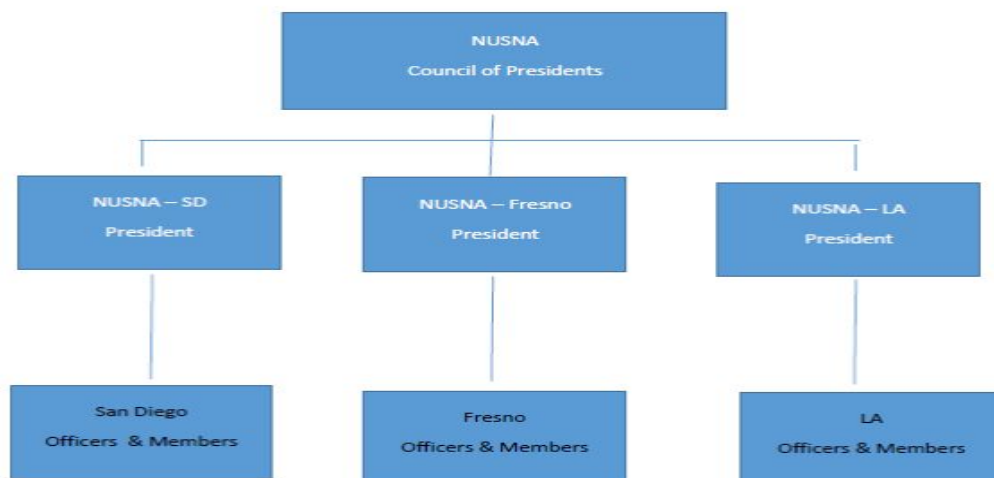 NUSNA
Council of Presidents
NUSNA – SD
President
NUSNA – Fresno
President
NUSNA – LA
President
San Diego
Officers & Members
Fresno
Officers & Members
LA
Officers & Members